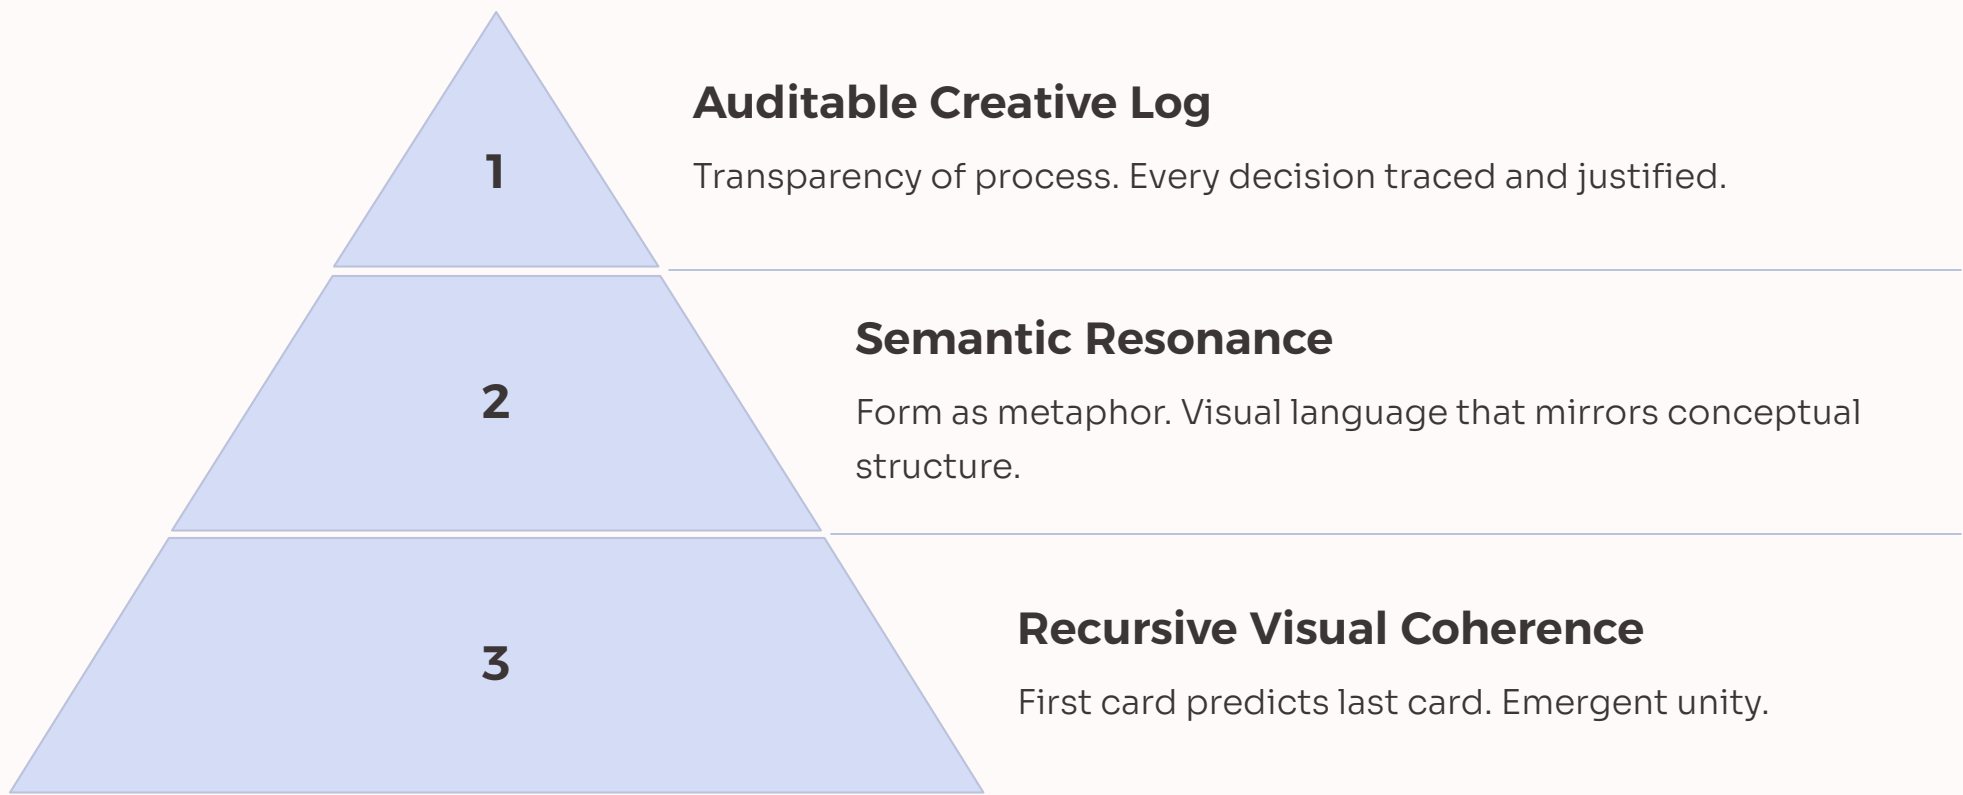 1
Auditable Creative Log
Transparency of process. Every decision traced and justified.
2
Semantic Resonance
Form as metaphor. Visual language that mirrors conceptual
structure.
3
Recursive Visual Coherence
First card predicts last card. Emergent unity.